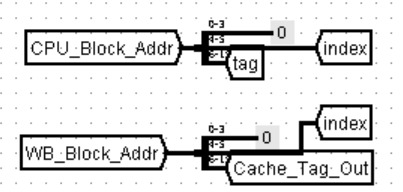 0-3 0
CPU_Block_Addr 4-5 index
tag
index
0-3 0
WB_Block_Addr 4-5
Cache_Tag_Out